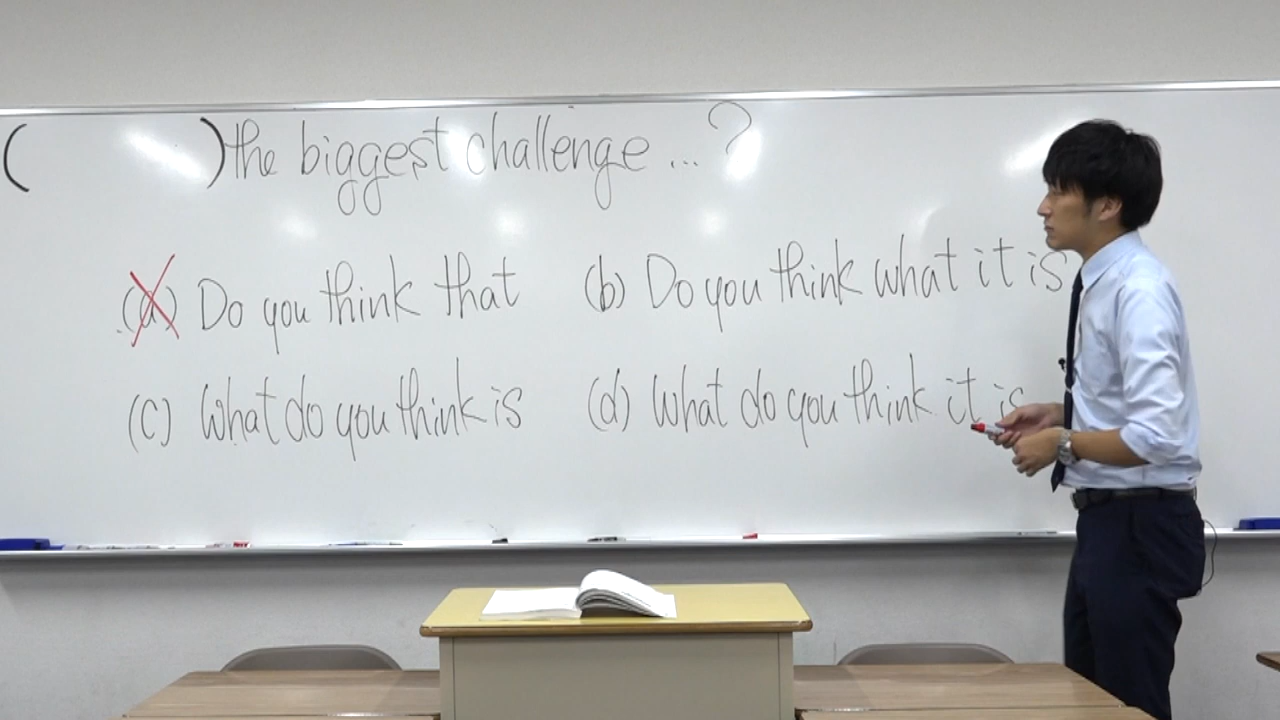 (          ) the biggest challenge ... ?
(a) Do you think that   (b) Do you think what it is
(c) What do you think is   (d) What do you think it is